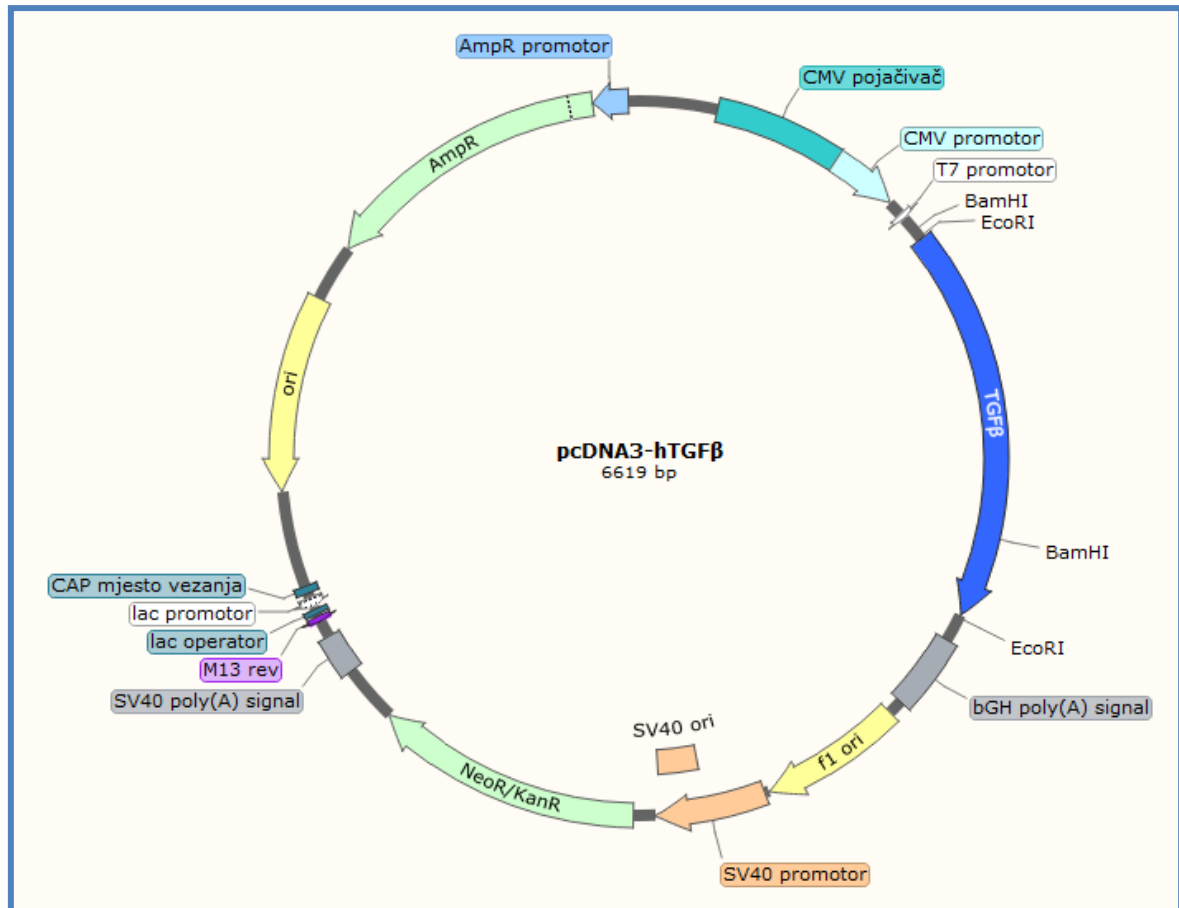 AmpR promotor
CMV pojačivač
CMV promotor
T7 promotor
BamHI
EcoRI
AmpR
TGFβ
ori
pcDNA3-hTGFβ
6619 bp
BamHI
CAP mjesto vezanja
lac promotor
lac operator
M13 rev
SV40 poly(A) signal
EcoRI
bGH poly(A) signal
SV40 ori
f1 ori
NeoR/KanR
SV40 promotor